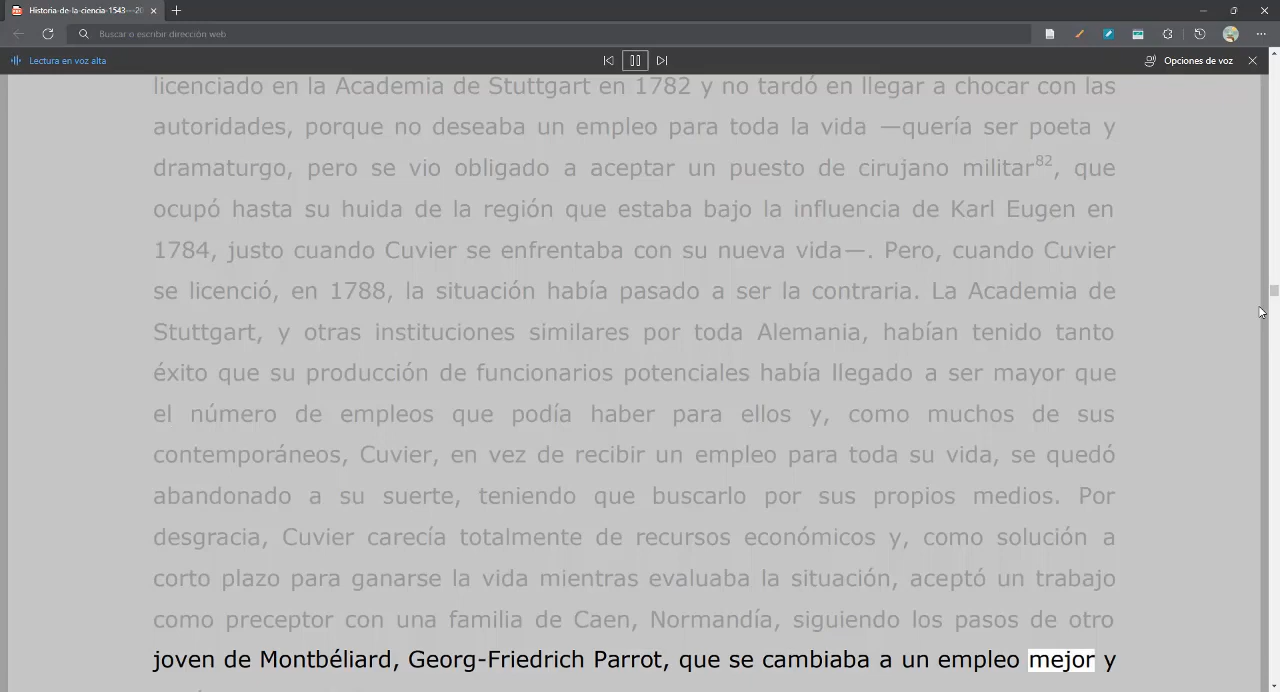 Historia-de-la-ciencia-1543---20
Buscar o escribir dirección web
Lectura en voz alta
Opciones de voz
licenciado en la Academia de Stuttgart en 1782 y no tardó en llegar a chocar con las
autoridades, porque no deseaba un empleo para toda la vida —quería ser poeta y
dramaturgo, pero se vio obligado a aceptar un puesto de cirujano militar82, que
ocupó hasta su huida de la región que estaba bajo la influencia de Karl Eugen en
1784, justo cuando Cuvier se enfrentaba con su nueva vida—. Pero, cuando Cuvier
se licenció, en 1788, la situación había pasado a ser la contraria. La Academia de
Stuttgart, y otras instituciones similares por toda Alemania, habían tenido tanto
éxito que su producción de funcionarios potenciales había llegado a ser mayor que
el número de empleos que podía haber para ellos y, como muchos de sus
contemporáneos, Cuvier, en vez de recibir un empleo para toda su vida, se quedó
abandonado a su suerte, teniendo que buscarlo por sus propios medios. Por
desgracia, Cuvier carecía totalmente de recursos económicos y, como solución a
corto plazo para ganarse la vida mientras evaluaba la situación, aceptó un trabajo
como preceptor con una familia de Caen, Normandía, siguiendo los pasos de otro
joven de Montbéliard, Georg-Friedrich Parrot, que se cambiaba a un empleo mejor y